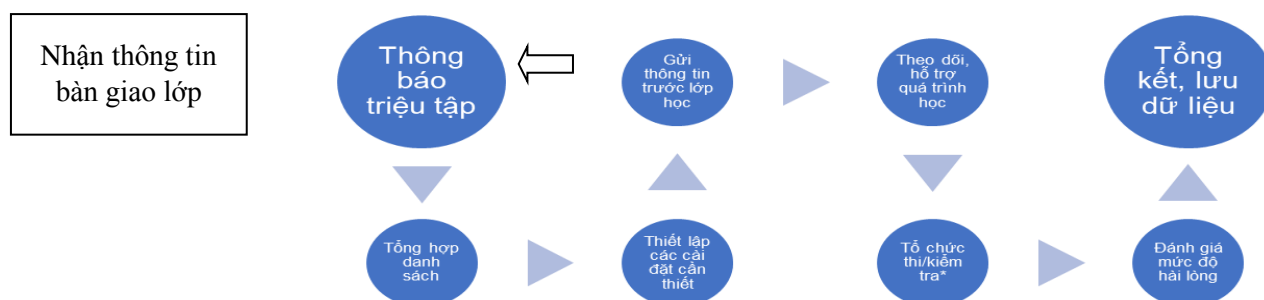 Nhận thông tin
bàn giao lớp
Thông
báo
triệu tập
Tổng hợp
danh
sách
Thiết lập
các cài
đặt cần
thiết
Gửi
thông tin
trước lớp
học
Theo dõi,
hỗ trợ
quá trình
học
Tổ chức
thi/kiểm
tra*
Đánh giá
mức độ
hài lòng
Tổng
kết, lưu
dữ liệu